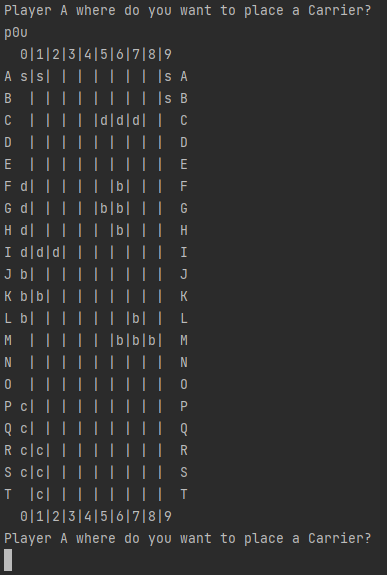 Player A where do you want to place a Carrier?
p0u
  0|1|2|3|4|5|6|7|8|9
A s|s| | | | | | | |s A
B  | | | | | | | | |s B
C  | | | | |d|d|d| |  C
D  | | | | | | | | |  D
E  | | | | | | | | |  E
F d| | | | | |b| | |  F
G d| | | | |b|b| | |  G
H d| | | | | |b| | |  H
I d|d|d| | | | | | |  I
J b| | | | | | | | |  J
K b|b| | | | | | | |  K
L b| | | | | | |b| |  L
M  | | | | | |b|b|b|  M
N  | | | | | | | | |  N
O  | | | | | | | | |  O
P c| | | | | | | | |  P
Q c| | | | | | | | |  Q
R c|c| | | | | | | |  R
S c|c| | | | | | | |  S
T  |c| | | | | | | |  T
  0|1|2|3|4|5|6|7|8|9
Player A where do you want to place a Carrier?